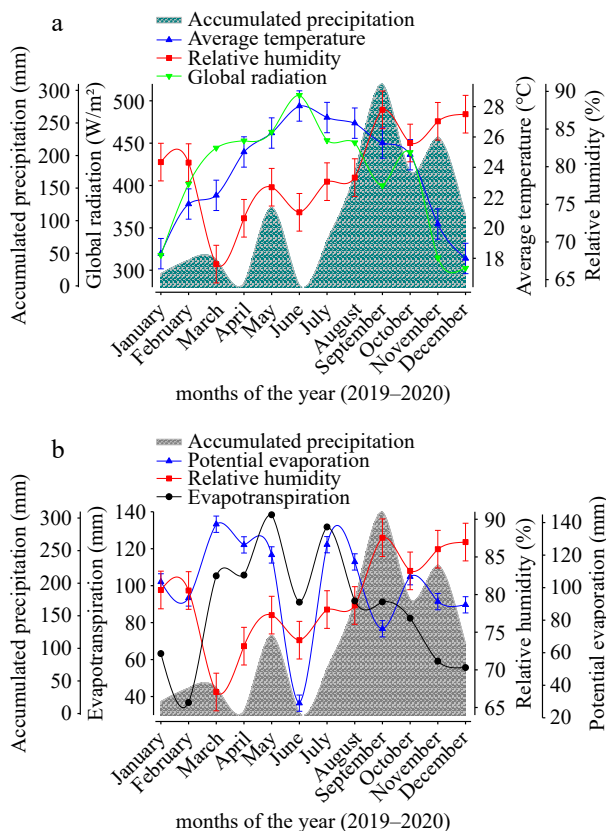 a
Accumulated precipitation
Average temperature
Relative humidity
Global radiation
Accumulated precipitation (mm)
300
250
200
150
100
50
0
Global radiation (W/m²)
500
450
400
350
300
28
26
24
22
20
18
Average temperature (°C)
90
85
80
75
70
65
Relative humidity (%)
January
February
March
April
May
June
July
August
September
October
November
December
months of the year (2019–2020)
b
Accumulated precipitation
Potential evaporation
Relative humidity
Evapotranspiration
Accumulated precipitation (mm)
300
250
200
150
100
50
0
Evapotranspiration (mm)
140
120
100
80
60
40
90
85
80
75
70
65
Relative humidity (%)
140
120
100
80
60
40
20
Potential evaporation (mm)
January
February
March
April
May
June
July
August
September
October
November
December
months of the year (2019–2020)